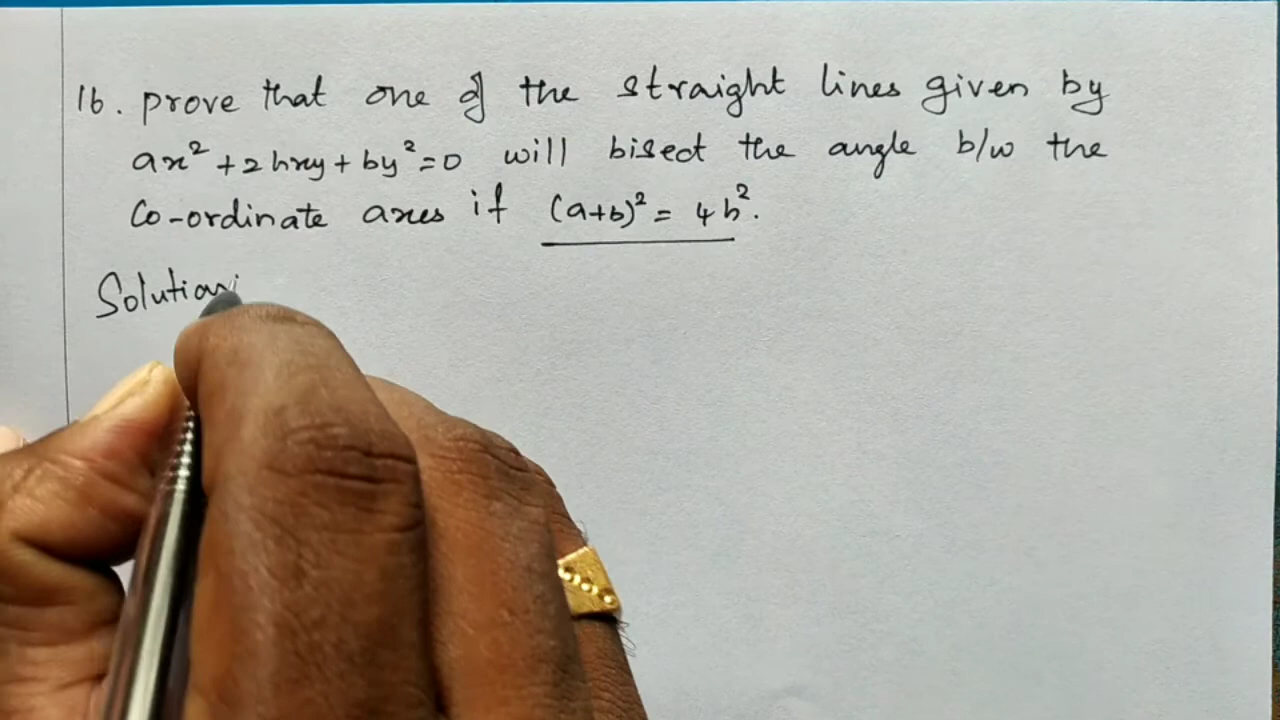 16. prove that one of the straight lines given by
ax² + 2hxy + by² = 0 will bisect the angle b/w the
co-ordinate axes if (a+b)² = 4h².
Solution: